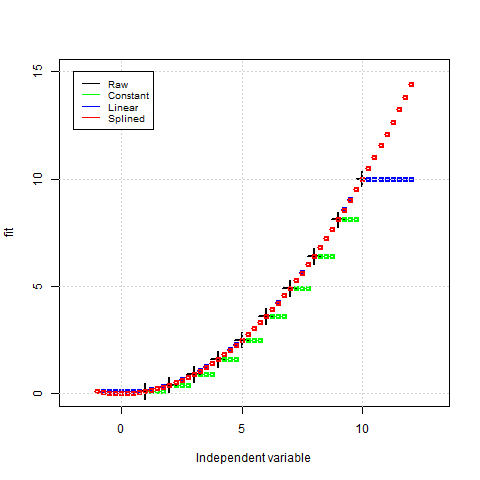 15
10
5
0
fit
Raw
Constant
Linear
Splined
0
5
10
Independent variable